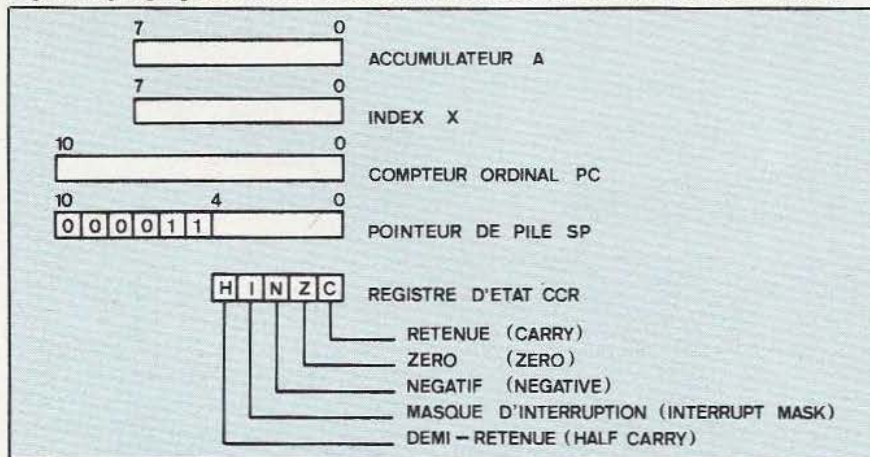 7 0
ACCUMULATEUR A
7 0
INDEX X
10 0
COMPTEUR ORDINAL PC
10 4 0
0 0 0 0 1 1
POINTEUR DE PILE SP
H I N Z C
REGISTRE D'ETAT CCR
RETENUE (CARRY)
ZERO (ZERO)
NEGATIF (NEGATIVE)
MASQUE D'INTERRUPTION (INTERRUPT MASK)
DEMI-RETENUE (HALF CARRY)